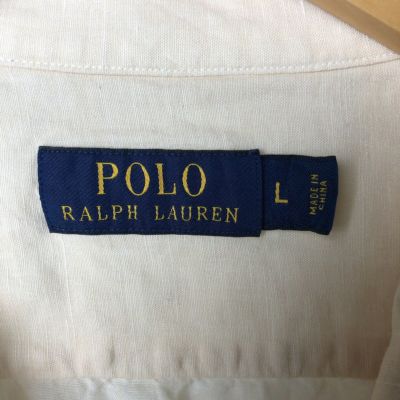 POLO
RALPH LAUREN
L
MADE IN
CHINA